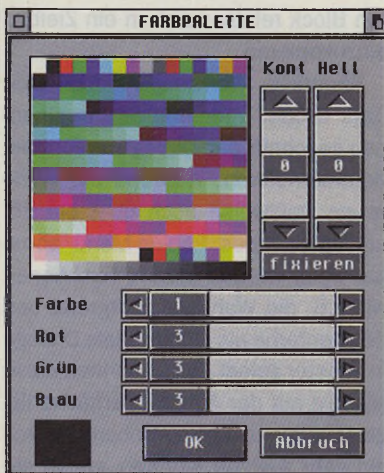 FARBPALETTE
Kont Hell
0 0
fixieren
Farbe 1
Rot 3
Grün 3
Blau 3
OK Abbruch